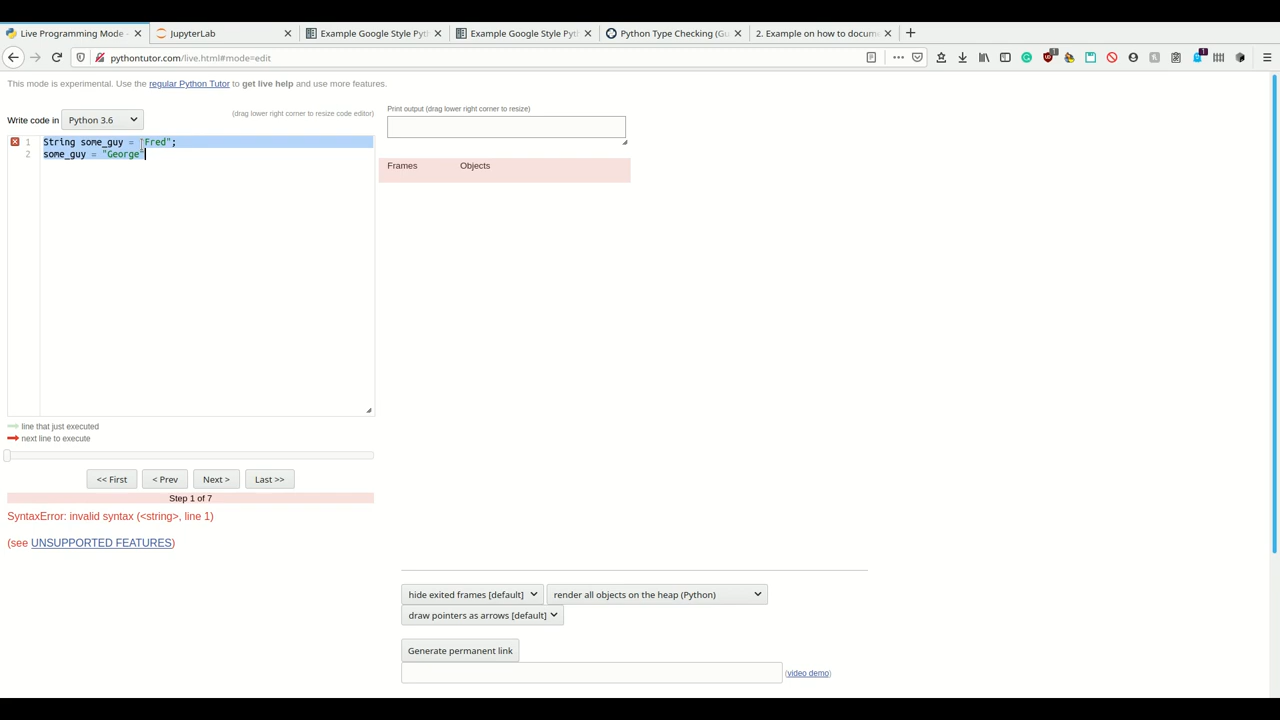 Live Programming Mode -
JupyterLab
Example Google Style Pyt
Example Google Style Pyt
Python Type Checking (Gu
2. Example on how to docum
pythontutor.com/live.html#mode=edit
This mode is experimental. Use the regular Python Tutor to get live help and use more features.
Write code in Python 3.6
(drag lower right corner to resize code editor)
1 String some_guy = "Fred";
2 some_guy = "George"
line that just executed
next line to execute
<< First
< Prev
Next >
Last >>
Step 1 of 7
SyntaxError: invalid syntax (<string>, line 1)
(see UNSUPPORTED FEATURES)
Print output (drag lower right corner to resize)
Frames
Objects
hide exited frames [default]
render all objects on the heap (Python)
draw pointers as arrows [default]
Generate permanent link
(video demo)